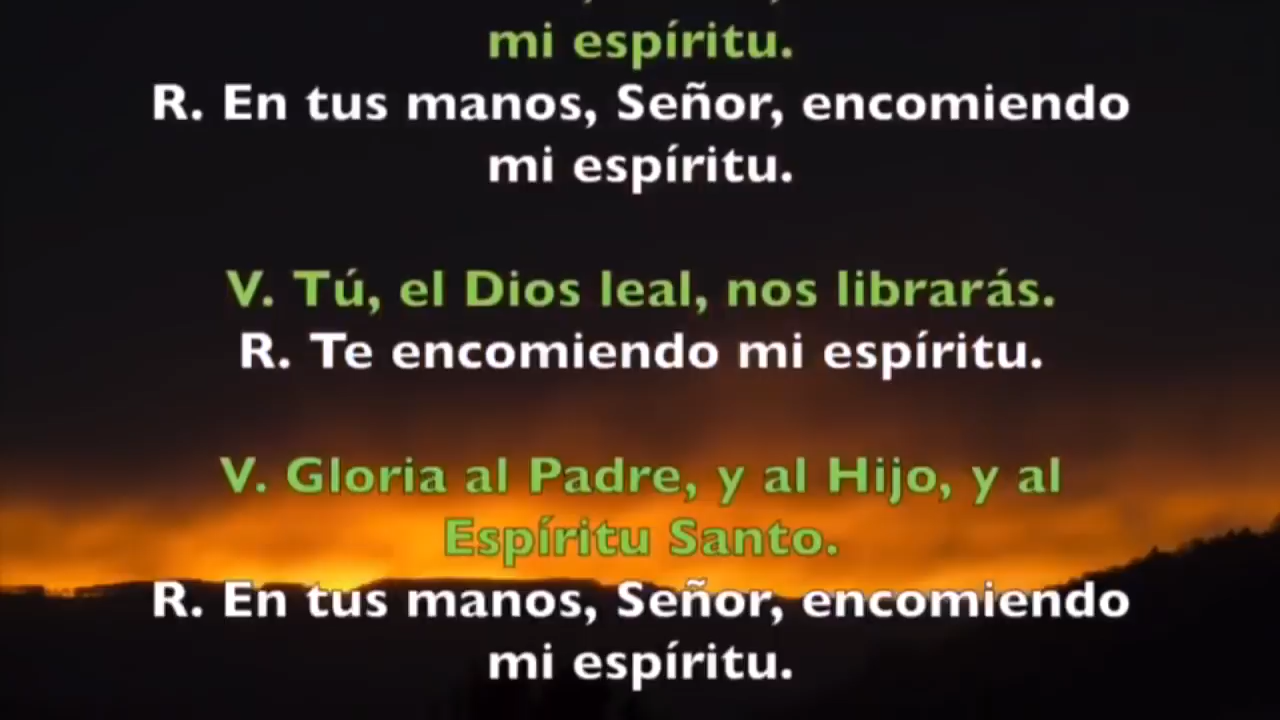 mi espíritu.
R. En tus manos, Señor, encomiendo
mi espíritu.
V. Tú, el Dios leal, nos librarás.
R. Te encomiendo mi espíritu.
V. Gloria al Padre, y al Hijo, y al
Espíritu Santo.
R. En tus manos, Señor, encomiendo
mi espíritu.